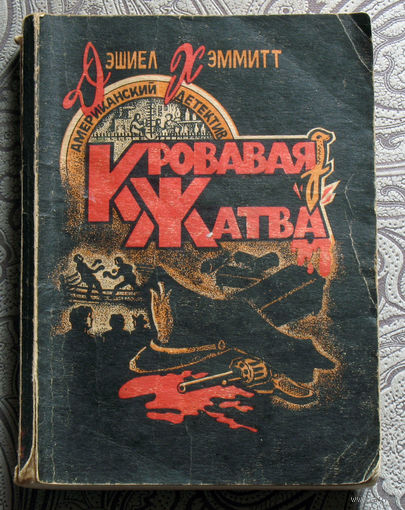 Дэшиел Хэммитт
АМЕРИКАНСКИЙ ДЕТЕКТИВ
КРОВАВАЯ
ЖАТВА